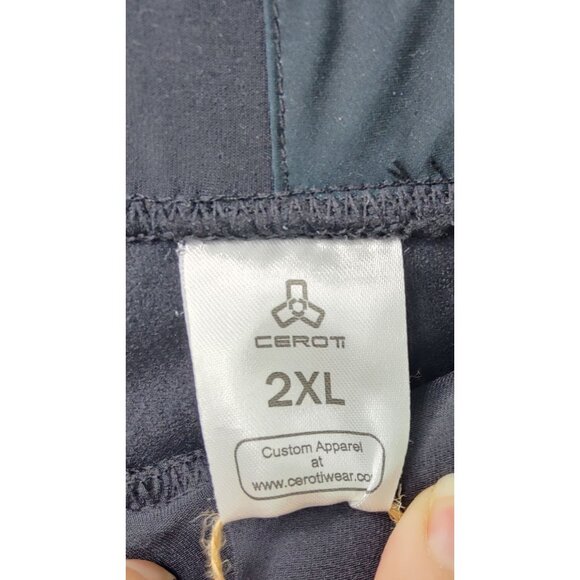 CEROTI
2XL
Custom Apparel
at
www.cerotiwear.co